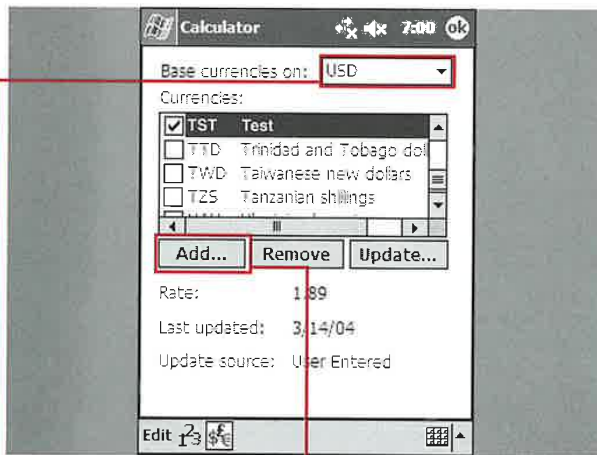 Calculator 7:00 ok
Base currencies on: USD
Currencies:
TST Test
TTD Trinidad and Tobago dol
TWD Taiwanese new dollars
TZS Tanzanian shillings
Add... Remove Update...
Rate: 1.89
Last updated: 3/14/04
Update source: User Entered
Edit 123 $£€